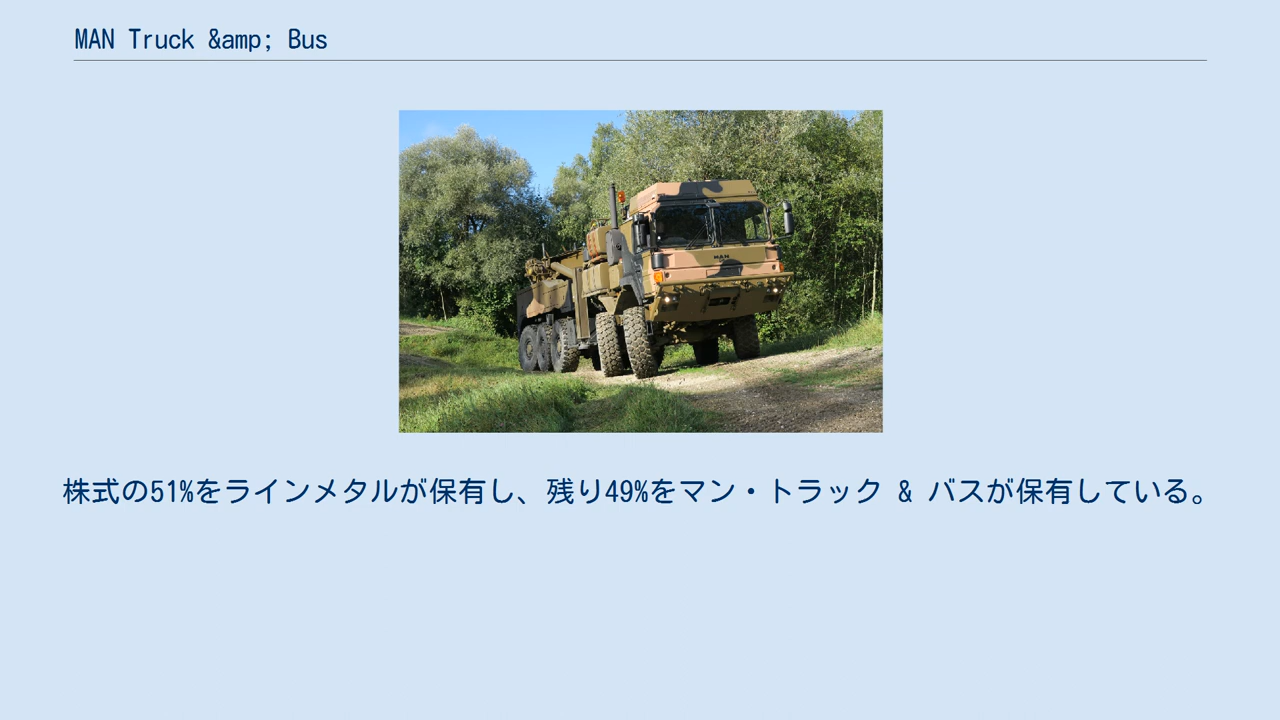 MAN Truck &amp; Bus
MAN
株式の51%をラインメタルが保有し、残り49%をマン・トラック & バスが保有している。